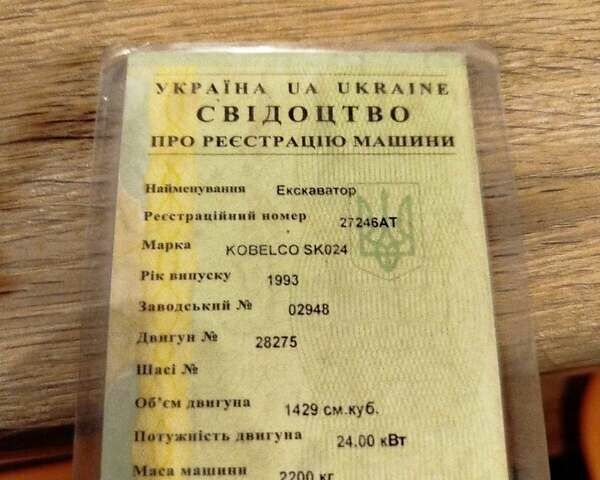 УКРАЇНА UA UKRAINE
СВІДОЦТВО
ПРО РЕЄСТРАЦІЮ МАШИНИ
Найменування Екскаватор
Реєстраційний номер 27246АТ
Марка KOBELCO SK024
Рік випуску 1993
Заводський № 02948
Двигун № 28275
Шасі №
Об'єм двигуна 1429 см.куб.
Потужність двигуна 24.00 кВт
Маса машини 2200 кг